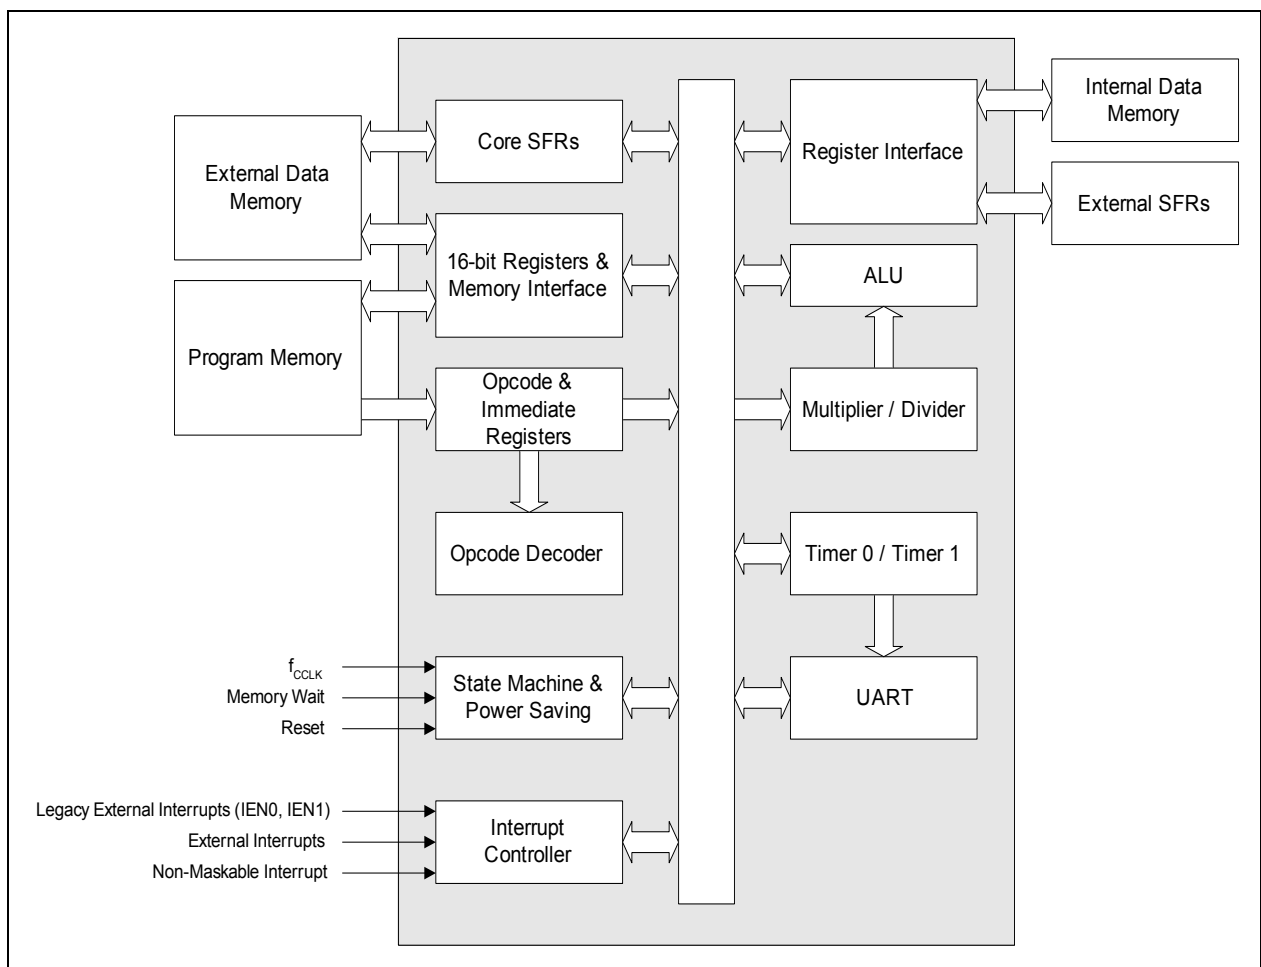 External Data
Memory
Program Memory
Core SFRs
16-bit Registers &
Memory Interface
Opcode &
Immediate
Registers
Opcode Decoder
State Machine &
Power Saving
Interrupt
Controller
f_CCLK
Memory Wait
Reset
Legacy External Interrupts (IEN0, IEN1)
External Interrupts
Non-Maskable Interrupt
Register Interface
ALU
Multiplier / Divider
Timer 0 / Timer 1
UART
Internal Data
Memory
External SFRs